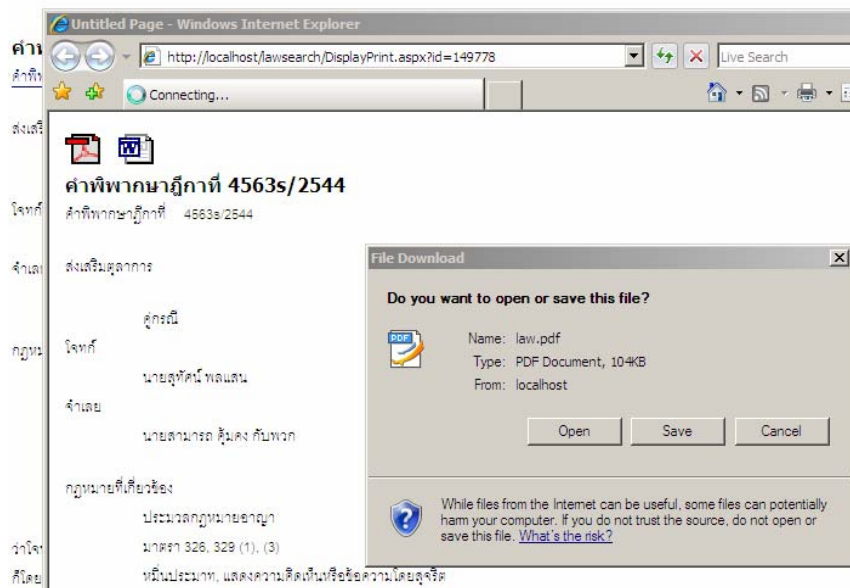 Untitled Page - Windows Internet Explorer
http://localhost/lawsearch/DisplayPrint.aspx?id=149778
Live Search
Connecting...
คำพิพากษาฎีกาที่ 4563s/2544
คำพิพากษาฎีกาที่ 4563s/2544
ส่งเสริมตุลาการ
คู่กรณี
โจทก์
นายสุทัศน์ พลแสน
จำเลย
นายสามารถ คุ้มคง กับพวก
กฎหมายที่เกี่ยวข้อง
ประมวลกฎหมายอาญา
มาตรา 326, 329 (1), (3)
หมิ่นประมาท, แสดงความคิดเห็นหรือข้อความโดยสุจริต
โจทก์
ก็โดย
File Download
Do you want to open or save this file?
PDF
Name: law.pdf
Type: PDF Document, 104KB
From: localhost
Open Save Cancel
While files from the Internet can be useful, some files can potentially
harm your computer. If you do not trust the source, do not open or
save this file. What's the risk?